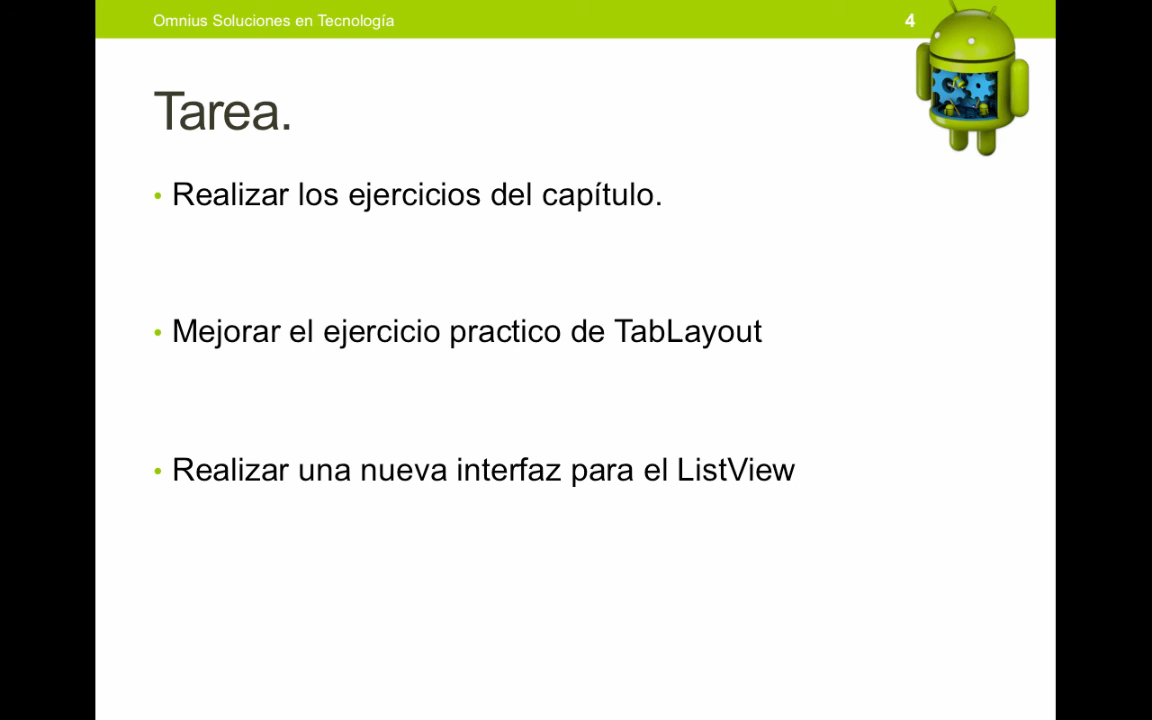 Omnius Soluciones en Tecnología
4
Tarea.
• Realizar los ejercicios del capítulo.
• Mejorar el ejercicio practico de TabLayout
• Realizar una nueva interfaz para el ListView